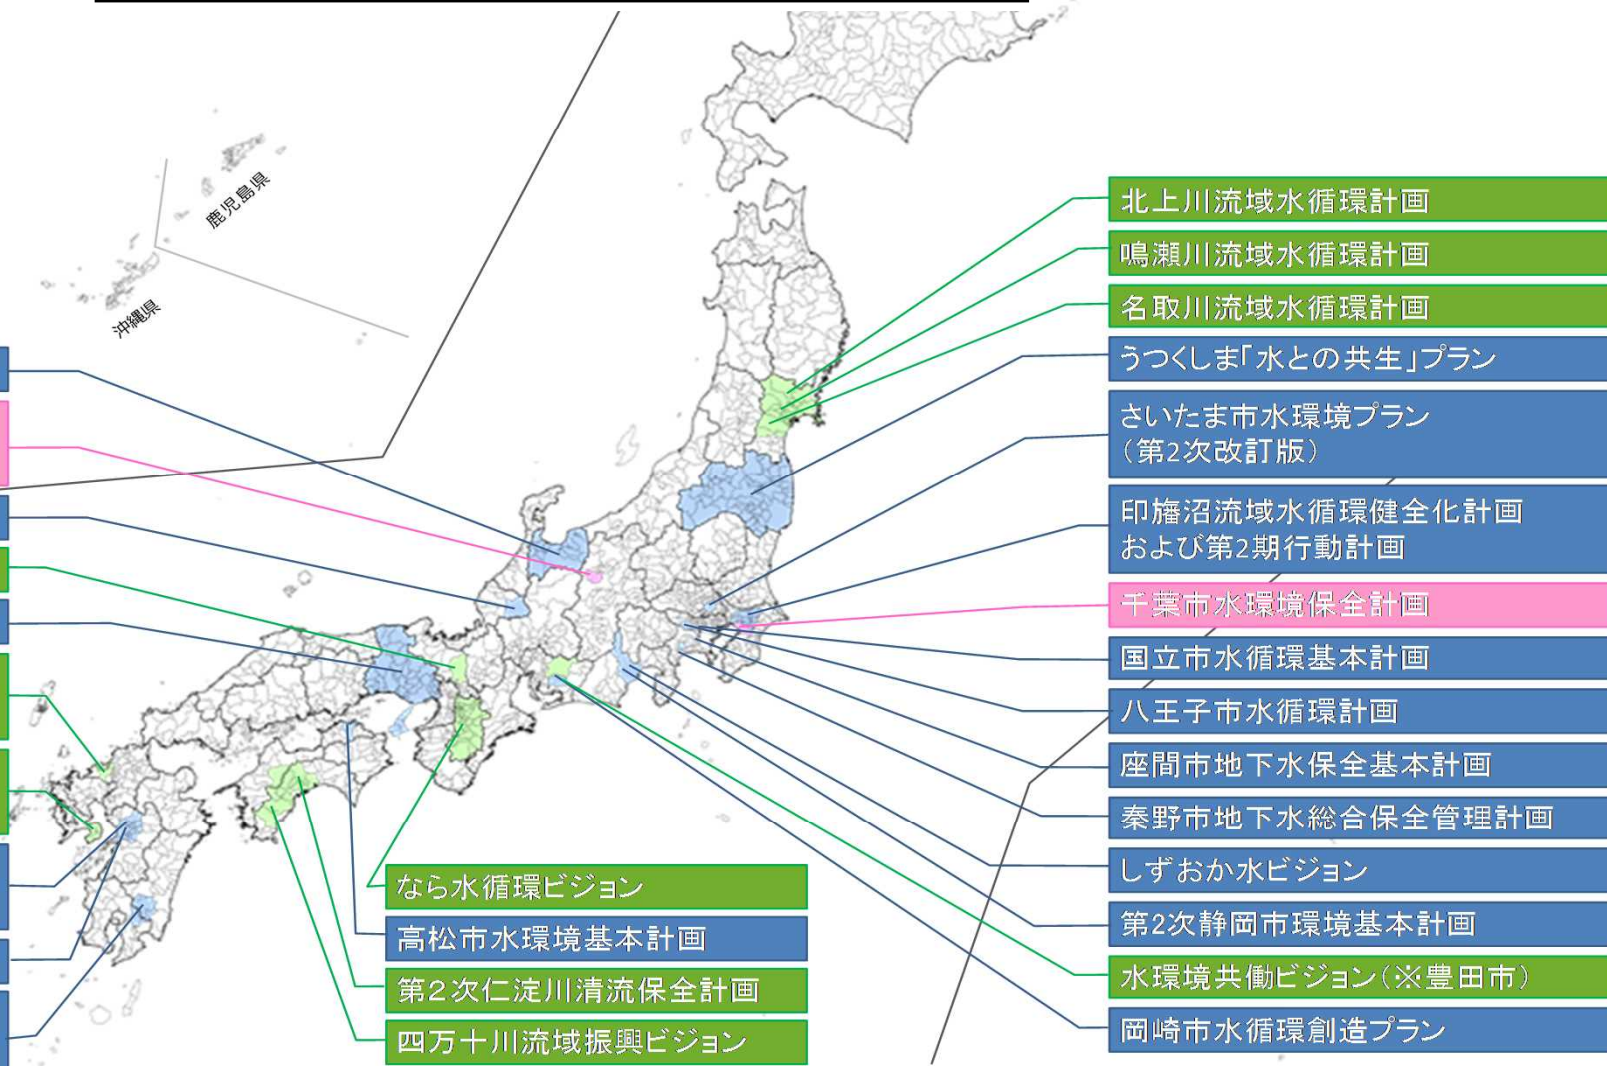 鹿児島県
沖縄県
北上川流域水循環計画
鳴瀬川流域水循環計画
名取川流域水循環計画
うつくしま「水との共生」プラン
さいたま市水環境プラン
（第2次改訂版）
印旛沼流域水循環健全化計画
および第2期行動計画
千葉市水環境保全計画
国立市水循環基本計画
八王子市水循環計画
座間市地下水保全基本計画
秦野市地下水総合保全管理計画
しずおか水ビジョン
第2次静岡市環境基本計画
水環境共働ビジョン（※豊田市）
岡崎市水循環創造プラン
なら水循環ビジョン
高松市水環境基本計画
第２次仁淀川清流保全計画
四万十川流域振興ビジョン